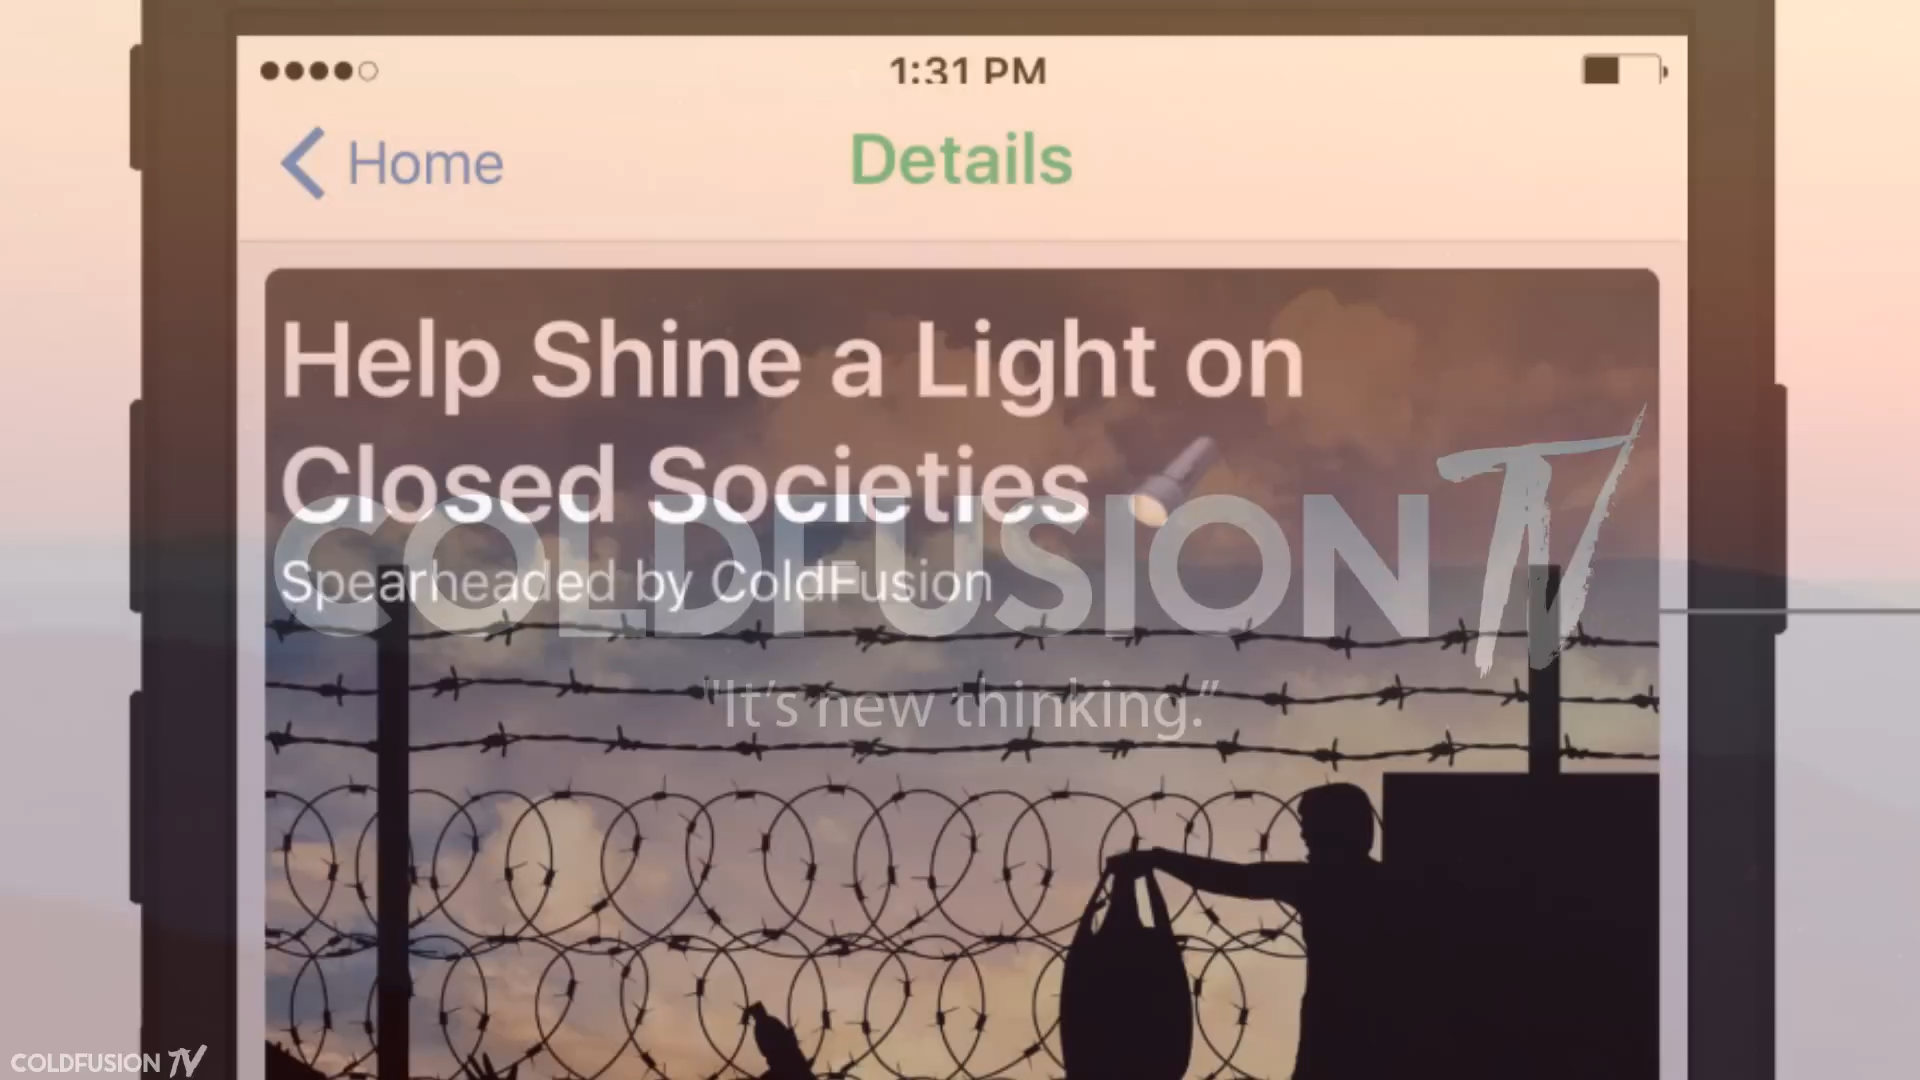 1:31 PM
Home
Details
Help Shine a Light on
Closed Societies
Spearheaded by ColdFusion
COLDFUSION TV
"It's new thinking."
COLDFUSION TV